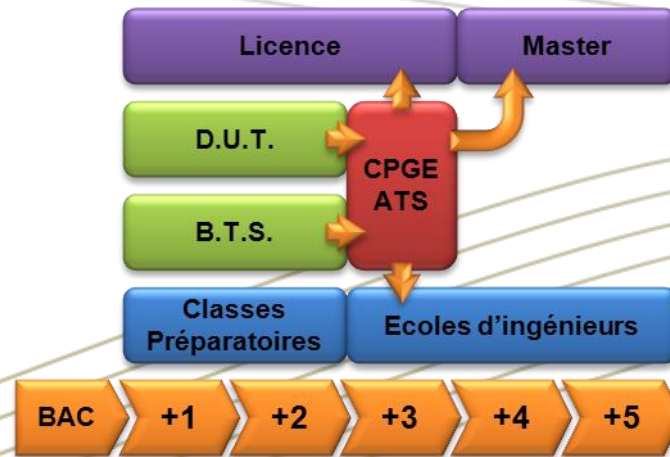 Licence
Master
D.U.T.
CPGE
ATS
B.T.S.
Classes
Préparatoires
Ecoles d'ingénieurs
BAC
+1
+2
+3
+4
+5